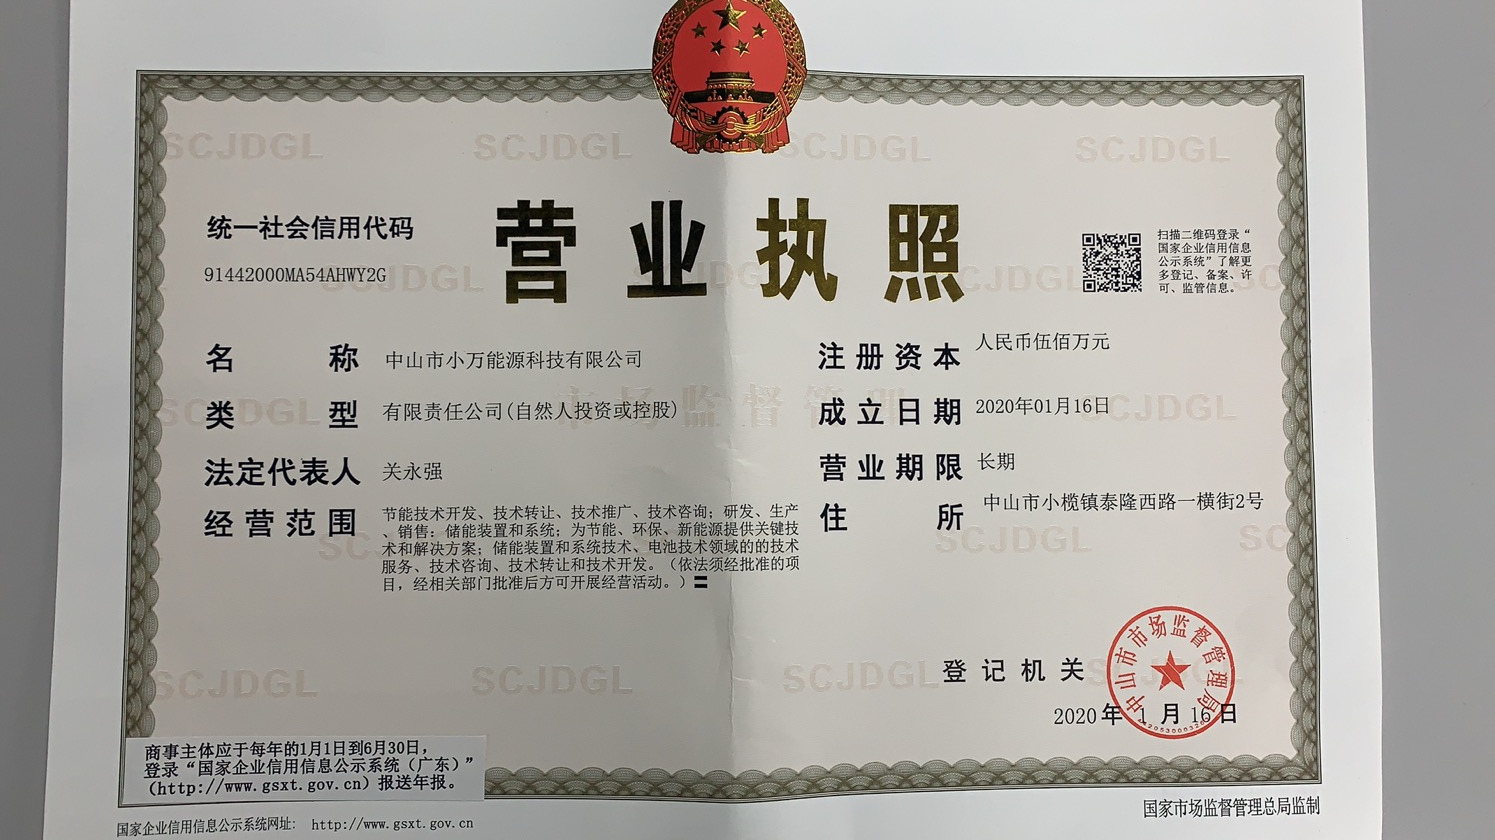 营业执照
统一社会信用代码
91442000MA54AHWY2G
扫描二维码登录“
国家企业信用信息
公示系统”了解更
多登记、备案、许
可、监管信息。
名称 中山市小万能源科技有限公司
类型 有限责任公司(自然人投资或控股)
法定代表人 关永强
经营范围 节能技术开发、技术转让、技术推广、技术咨询；研发、生产
、销售：储能装置和系统；为节能、环保、新能源提供关键技
术和解决方案；储能装置和系统技术、电池技术领域的的技术
服务、技术咨询、技术转让和技术开发。（依法须经批准的项
目，经相关部门批准后方可开展经营活动。）〓
注册资本 人民币伍佰万元
成立日期 2020年01月16日
营业期限 长期
住所 中山市小榄镇泰隆西路一横街2号
登记机关
中山市市场监督管理局
2020年1月16日
商事主体应于每年的1月1日到6月30日，
登录“国家企业信用信息公示系统（广东）”
（http://www.gsxt.gov.cn）报送年报。
国家企业信用信息公示系统网址： http://www.gsxt.gov.cn
国家市场监督管理总局监制
SCJDGL
市场监督管理